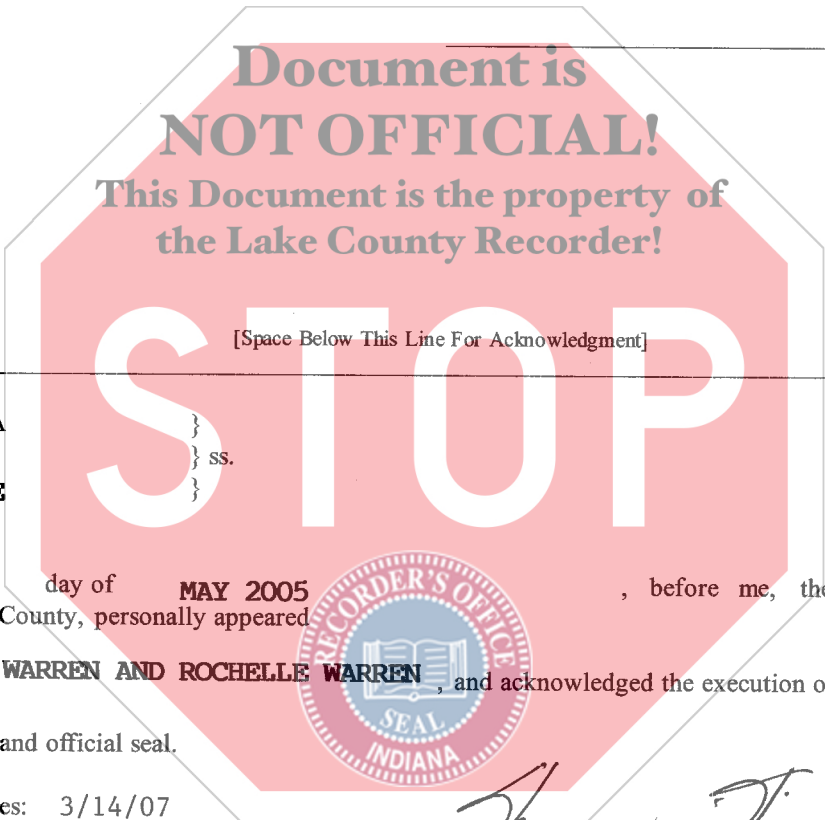 Document is
NOT OFFICIAL!
This Document is the property of
the Lake County Recorder!
STOP
[Space Below This Line For Acknowledgment]
}
} ss.
}
day of MAY 2005 , before me, the
County, personally appeared
WARREN AND ROCHELLE WARREN , and acknowledged the execution o
and official seal.
es: 3/14/07
RECORDER'S OFFICE
SEAL
INDIANA